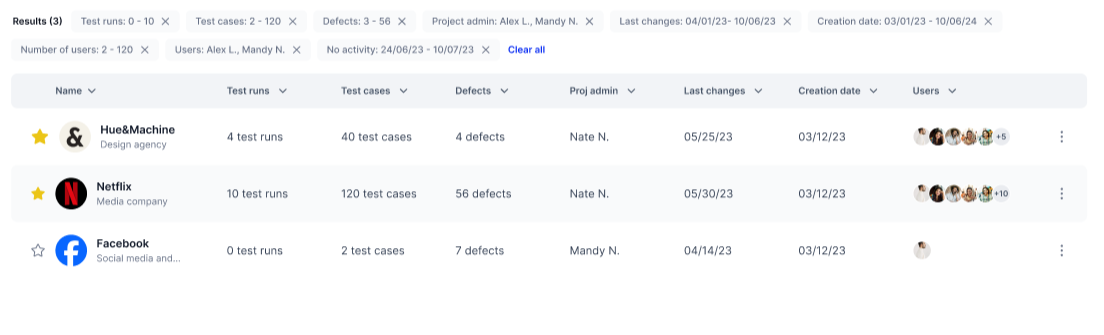 Results (3) Test runs: 0 - 10 Test cases: 2 - 120 Defects: 3 - 56 Project admin: Alex L., Mandy N. Last changes: 04/01/23- 10/06/23 Creation date: 03/01/23 - 10/06/24
Number of users: 2 - 120 Users: Alex L., Mandy N. No activity: 24/06/23 - 10/07/23 Clear all
Name Test runs Test cases Defects Proj admin Last changes Creation date Users
& Hue&Machine 4 test runs 40 test cases 4 defects Nate N. 05/25/23 03/12/23 +5
Design agency
N Netflix 10 test runs 120 test cases 56 defects Nate N. 05/30/23 03/12/23 +10
Media company
f Facebook 0 test runs 2 test cases 7 defects Mandy N. 04/14/23 03/12/23
Social media and...